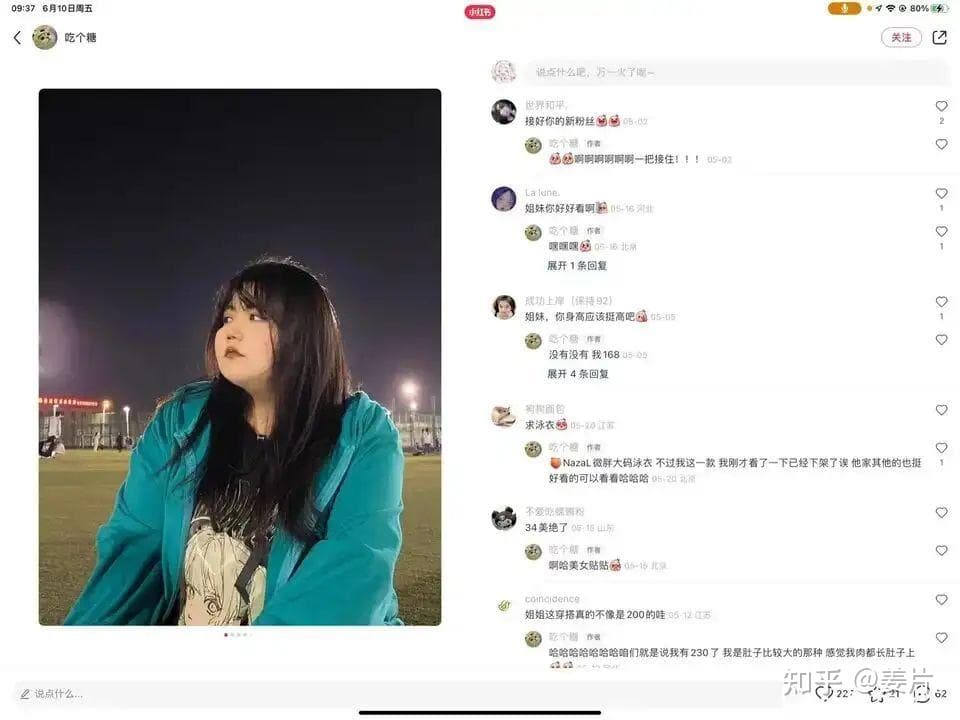 09:37 6月10日周五
小红书
80%
吃个糖
关注
说点什么吧，万一火了呢~
世界和平.
接好你的新粉丝 05-02
2
吃个糖 作者
啊啊啊啊啊啊一把接住！！！ 05-02
La lune.
姐妹你好好看啊 05-16 河北
1
吃个糖 作者
嘿嘿嘿 05-16 北京
1
展开 1 条回复
成功上岸（保持92）
姐妹，你身高应该挺高吧 05-05
1
吃个糖 作者
没有没有 我168 05-05
展开 4 条回复
狗狗面包
求泳衣 05-20 江苏
吃个糖 作者
NazaL 微胖大码泳衣 不过我这一款 我刚才看了一下已经下架了诶 他家其他的也挺
好看的可以看看哈哈哈 05-20 北京
1
不爱吃螺蛳粉
34美绝了 05-15 山东
吃个糖 作者
啊哈美女贴贴 05-15 北京
coincidence
姐姐这穿搭真的不像是200的哇 05-12 江苏
吃个糖 作者
哈哈哈哈哈哈哈咱们就是说我有230了 我是肚子比较大的那种 感觉我肉都长肚子上
说点什么...
知乎 @姜片
21
62